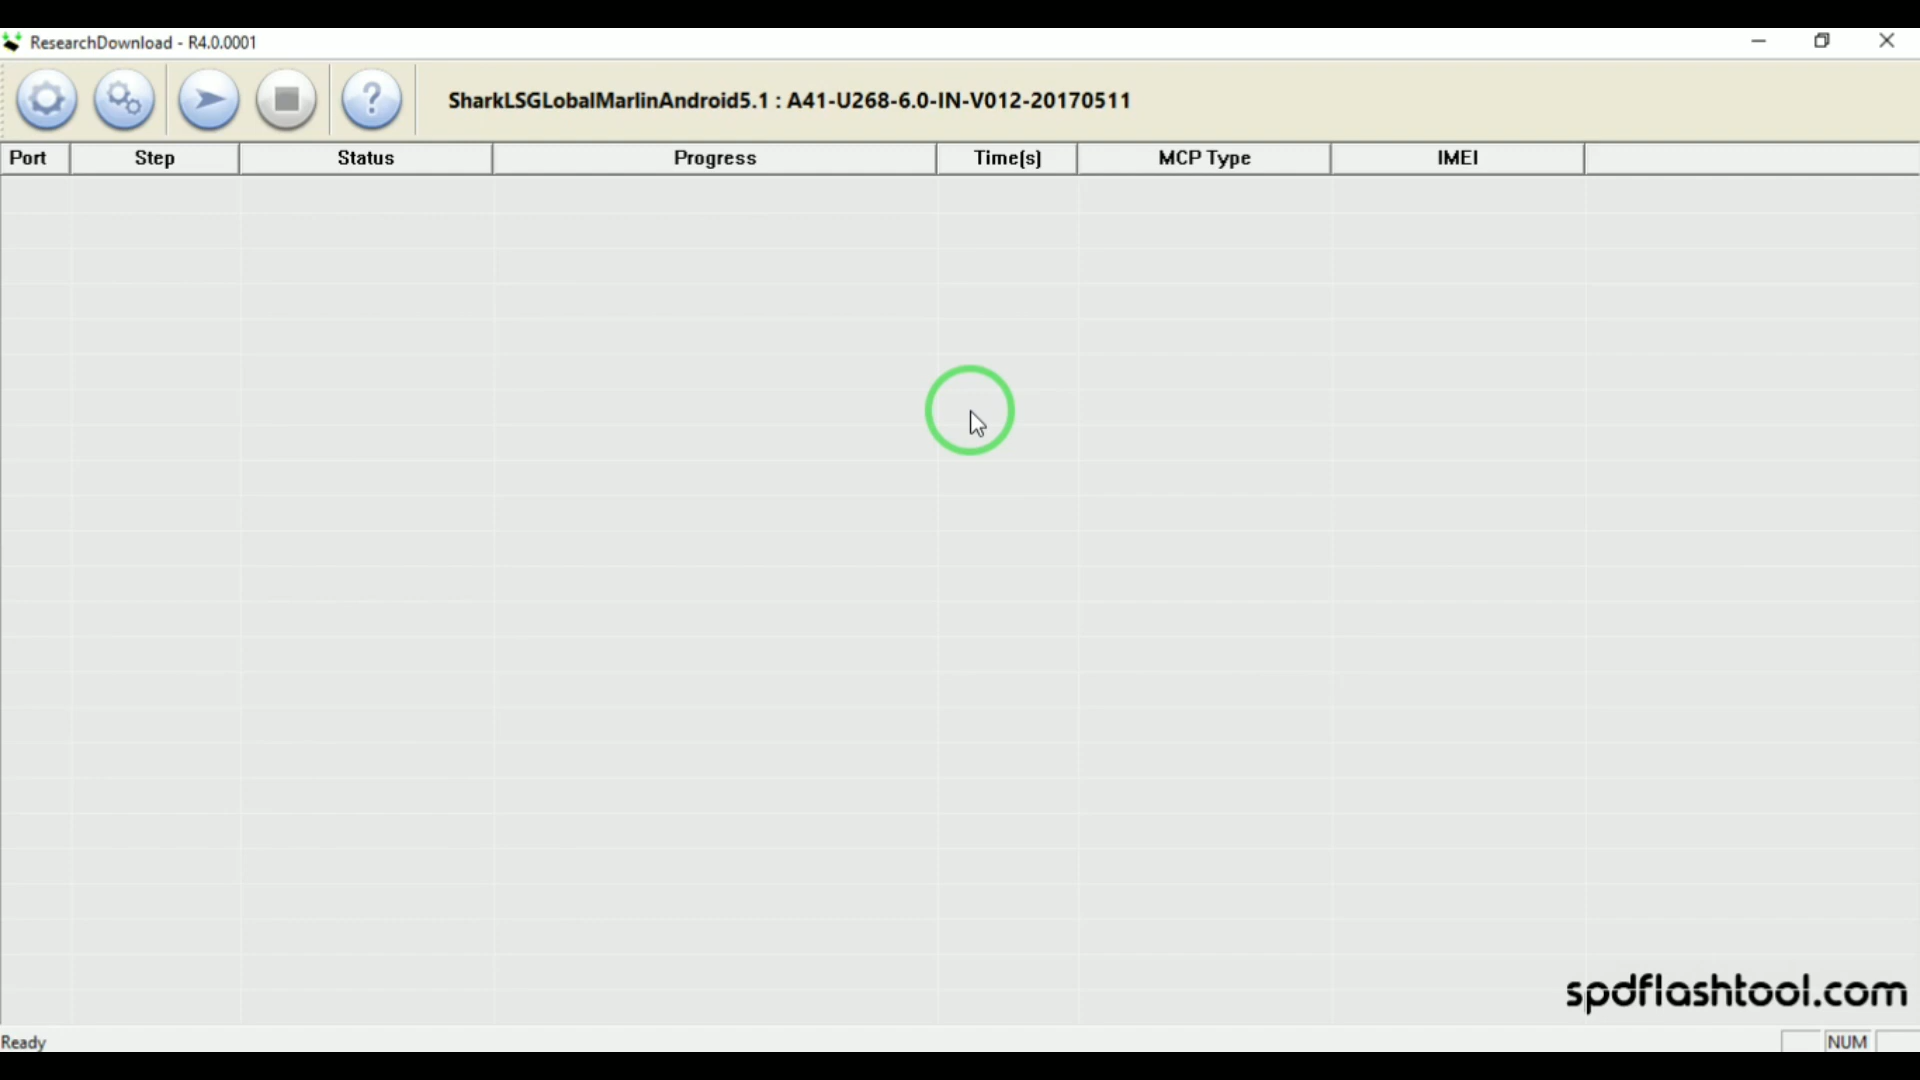 ResearchDownload - R4.0.0001
SharkLSGLobalMarlinAndroid5.1 : A41-U268-6.0-IN-V012-20170511
Port Step Status Progress Time(s) MCP Type IMEI
spdflashtool.com
Ready NUM